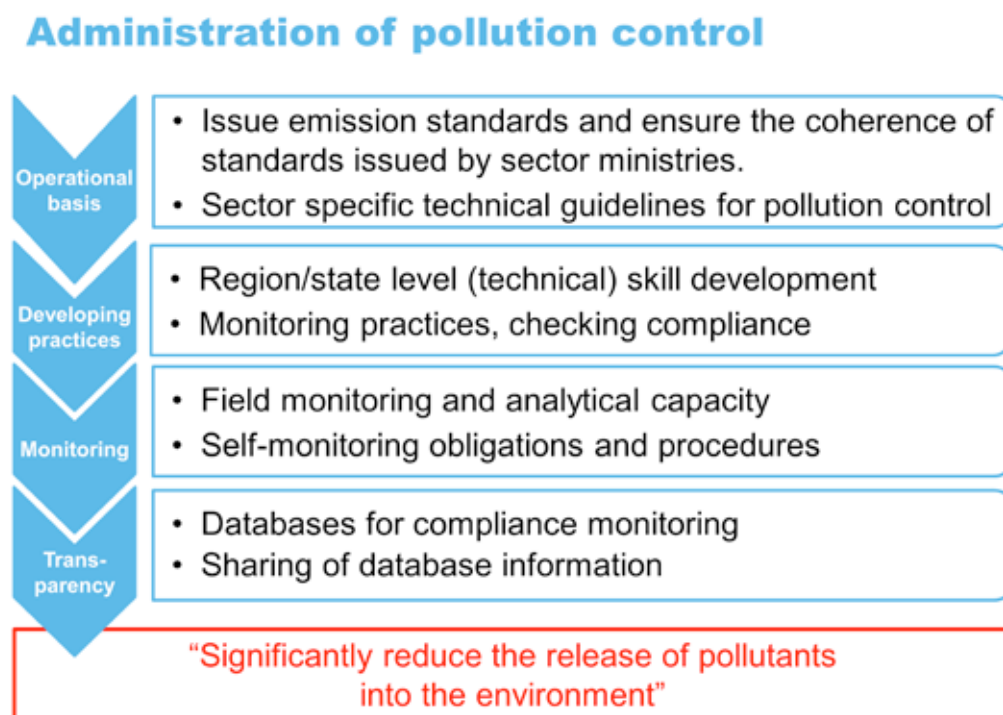 Administration of pollution control
Operational
basis
• Issue emission standards and ensure the coherence of
standards issued by sector ministries.
• Sector specific technical guidelines for pollution control
Developing
practices
• Region/state level (technical) skill development
• Monitoring practices, checking compliance
Monitoring
• Field monitoring and analytical capacity
• Self-monitoring obligations and procedures
Trans-
parency
• Databases for compliance monitoring
• Sharing of database information
“Significantly reduce the release of pollutants
into the environment”